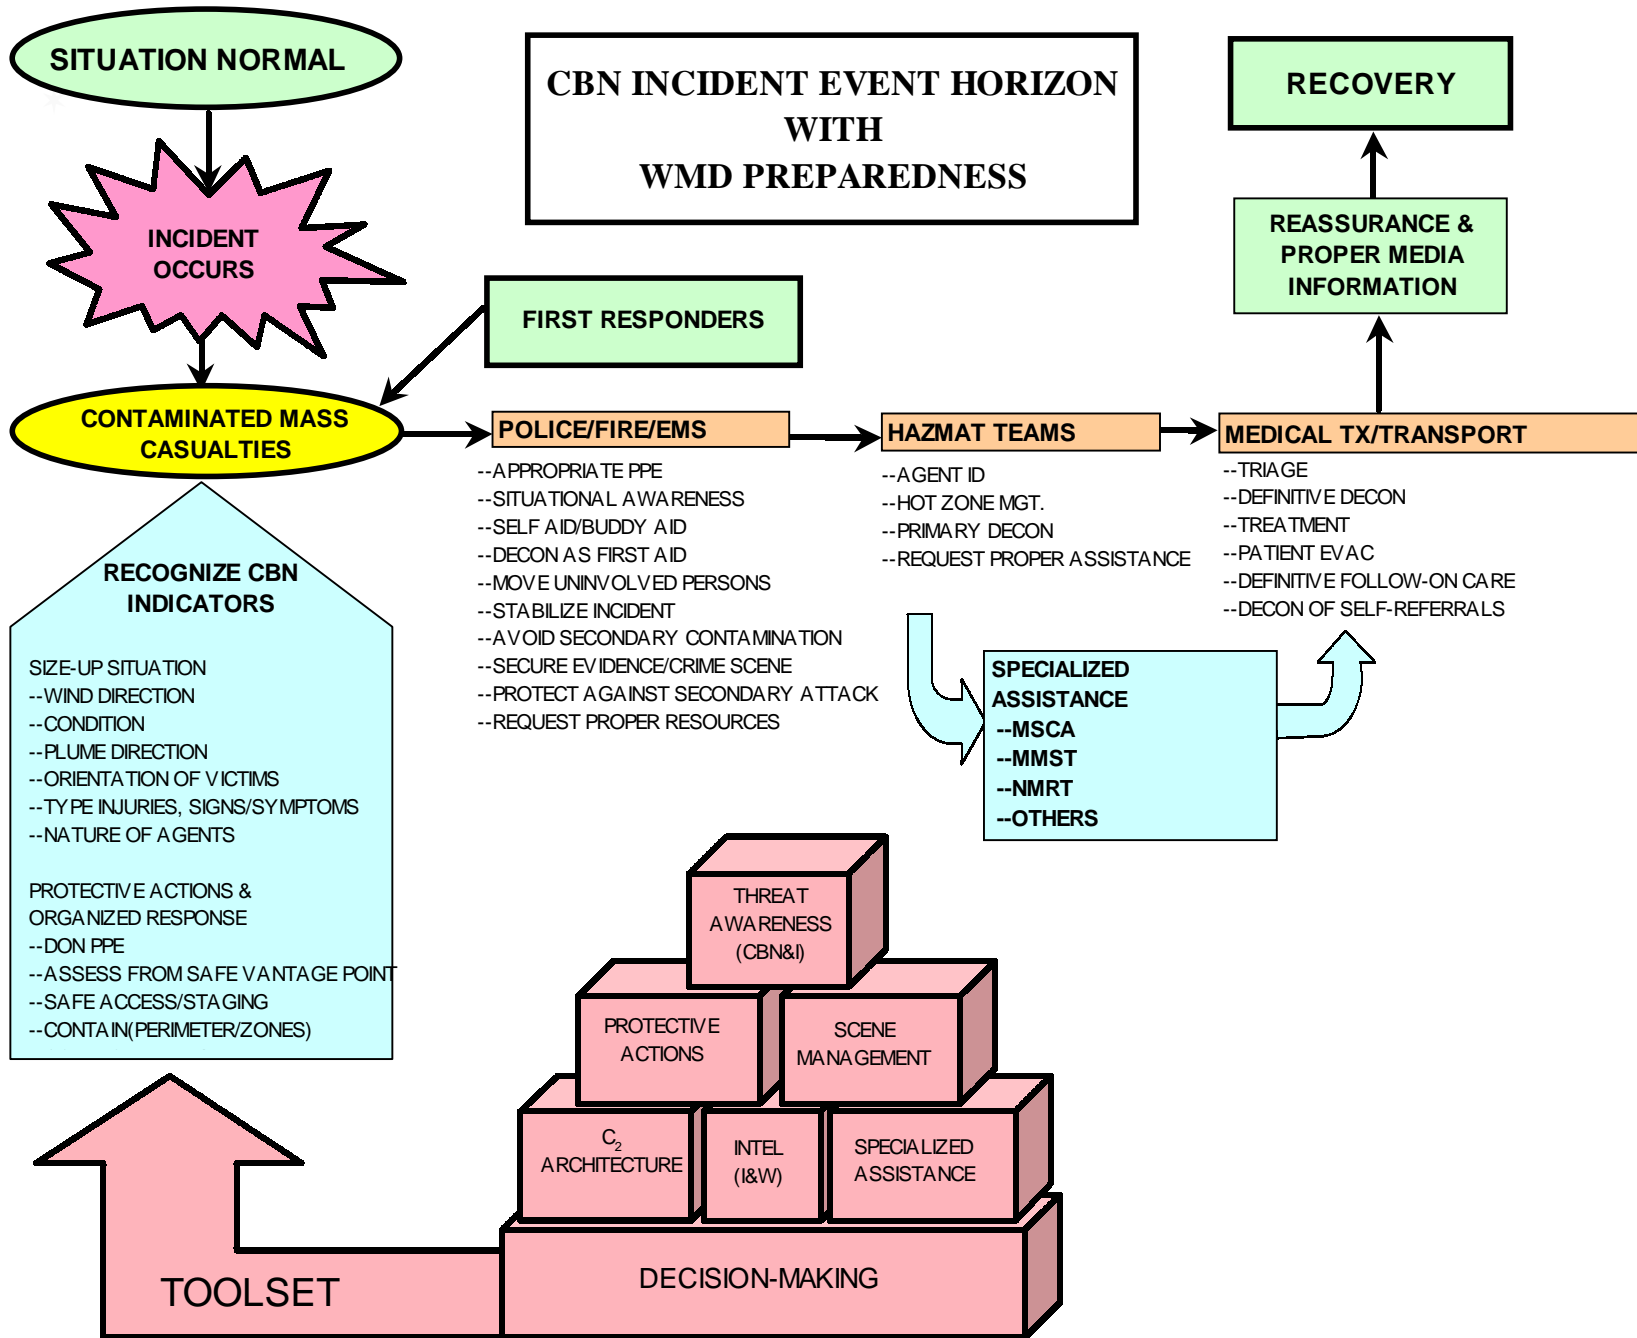 SITUATION NORMAL
CBN INCIDENT EVENT HORIZON
WITH
WMD PREPAREDNESS
RECOVERY
INCIDENT
OCCURS
REASSURANCE &
PROPER MEDIA
INFORMATION
FIRST RESPONDERS
CONTAMINATED MASS
CASUALTIES
POLICE/FIRE/EMS
--APPROPRIATE PPE
--SITUATIONAL AWARENESS
--SELF AID/BUDDY AID
--DECON AS FIRST AID
--MOVE UNINVOLVED PERSONS
--STABILIZE INCIDENT
--AVOID SECONDARY CONTAMINATION
--SECURE EVIDENCE/CRIME SCENE
--PROTECT AGAINST SECONDARY ATTACK
--REQUEST PROPER RESOURCES
HAZMAT TEAMS
--AGENT ID
--HOT ZONE MGT.
--PRIMARY DECON
--REQUEST PROPER ASSISTANCE
MEDICAL TX/TRANSPORT
--TRIAGE
--DEFINITIVE DECON
--TREATMENT
--PATIENT EVAC
--DEFINITIVE FOLLOW-ON CARE
--DECON OF SELF-REFERRALS
RECOGNIZE CBN
INDICATORS
SIZE-UP SITUATION
--WIND DIRECTION
--CONDITION
--PLUME DIRECTION
--ORIENTATION OF VICTIMS
--TYPE INJURIES, SIGNS/SYMPTOMS
--NATURE OF AGENTS
PROTECTIVE ACTIONS &
ORGANIZED RESPONSE
--DON PPE
--ASSESS FROM SAFE VANTAGE POINT
--SAFE ACCESS/STAGING
--CONTAIN(PERIMETER/ZONES)
SPECIALIZED
ASSISTANCE
--MSCA
--MMST
--NMRT
--OTHERS
THREAT
AWARENESS
(CBN&I)
PROTECTIVE
ACTIONS
SCENE
MANAGEMENT
C₂
ARCHITECTURE
INTEL
(I&W)
SPECIALIZED
ASSISTANCE
DECISION-MAKING
TOOLSET